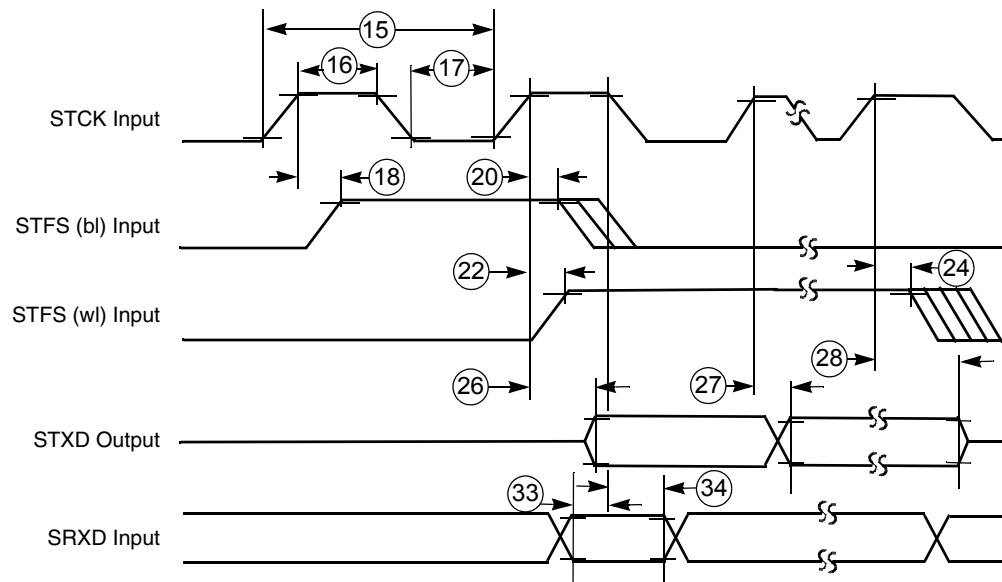 15
16
17
STCK Input
18
20
STFS (bl) Input
22
24
STFS (wl) Input
26
27
28
STXD Output
33
34
SRXD Input